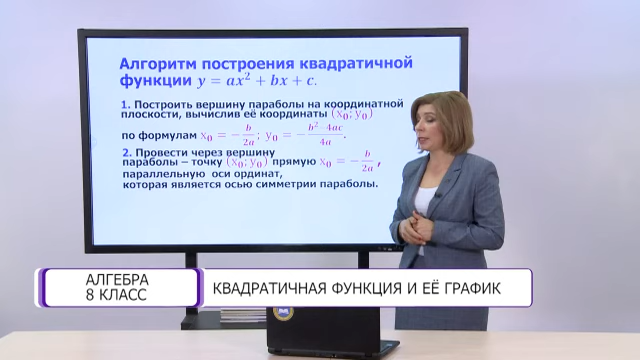 Алгоритм построения квадратичной
функции y = ax² + bx + c.
1. Построить вершину параболы на координатной
плоскости, вычислив её координаты (x₀; y₀)
по формулам x₀ = −b/2a; y₀ = −(b²−4ac)/4a.
2. Провести через вершину
параболы – точку (x₀; y₀) прямую x₀ = −b/2a,
параллельную оси ординат,
которая является осью симметрии параболы.
АЛГЕБРА
8 КЛАСС
КВАДРАТИЧНАЯ ФУНКЦИЯ И ЕЁ ГРАФИК